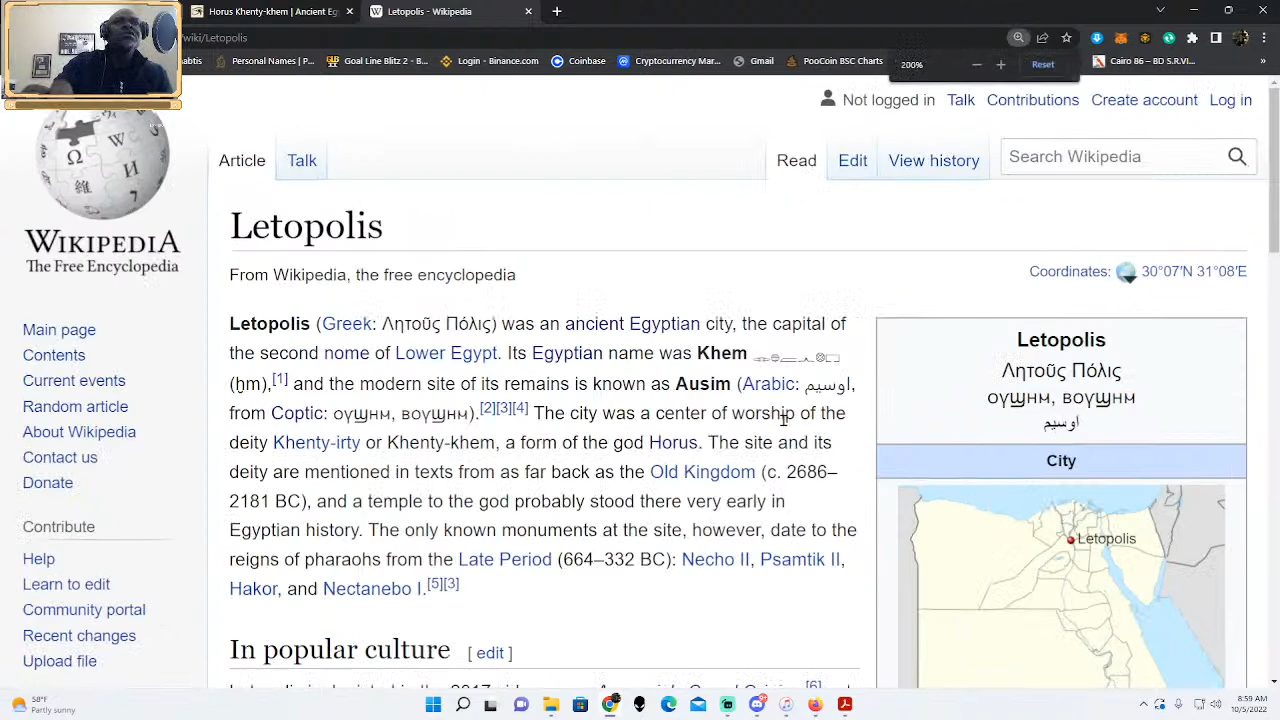 Horus Khenty-khem | Ancient Eg
Letopolis - Wikipedia
/wiki/Letopolis
Personal Names | P...
Goal Line Blitz 2 - B...
Login - Binance.com
Coinbase
Gmail
200%
Reset
Not logged in Talk Contributions Create account Log in
Article Talk Read Edit View history Search Wikipedia
WIKIPEDIA
The Free Encyclopedia
Main page
Contents
Current events
Random article
About Wikipedia
Contact us
Donate
Contribute
Help
Learn to edit
Community portal
Recent changes
Upload file
Letopolis
From Wikipedia, the free encyclopedia
Coordinates: 30°07′N 31°08′E
Letopolis (Greek: Λητοῦς Πόλις) was an ancient Egyptian city, the capital of
the second nome of Lower Egypt. Its Egyptian name was Khem
(ḫm),[1] and the modern site of its remains is known as Ausim (Arabic: اوسيم,
from Coptic: ⲟⲩϣⲏⲙ, ⲃⲟⲩϣⲏⲙ).[2][3][4] The city was a center of worship of the
deity Khenty-irty or Khenty-khem, a form of the god Horus. The site and its
deity are mentioned in texts from as far back as the Old Kingdom (c. 2686–
2181 BC), and a temple to the god probably stood there very early in
Egyptian history. The only known monuments at the site, however, date to the
reigns of pharaohs from the Late Period (664–332 BC): Necho II, Psamtik II,
Hakor, and Nectanebo I.[5][3]
In popular culture [ edit ]
Letopolis
Λητοῦς Πόλις
ⲟⲩϣⲏⲙ, ⲃⲟⲩϣⲏⲙ
اوسيم
City
Letopolis
58°F
Partly sunny
8:59 AM
10/5/2022